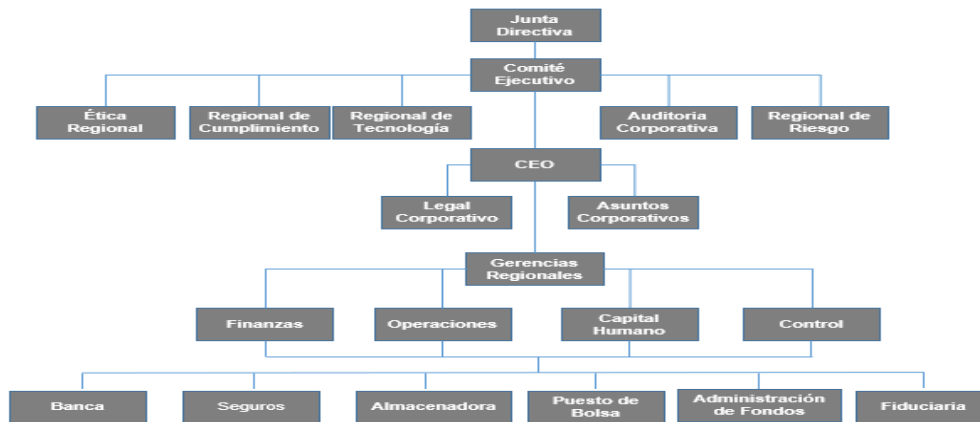 Junta
Directiva
Comité
Ejecutivo
Ética
Regional
Regional de
Cumplimiento
Regional de
Tecnología
Auditoria
Corporativa
Regional de
Riesgo
CEO
Legal
Corporativo
Asuntos
Corporativos
Gerencias
Regionales
Finanzas
Operaciones
Capital
Humano
Control
Banca
Seguros
Almacenadora
Puesto de
Bolsa
Administración
de Fondos
Fiduciaria